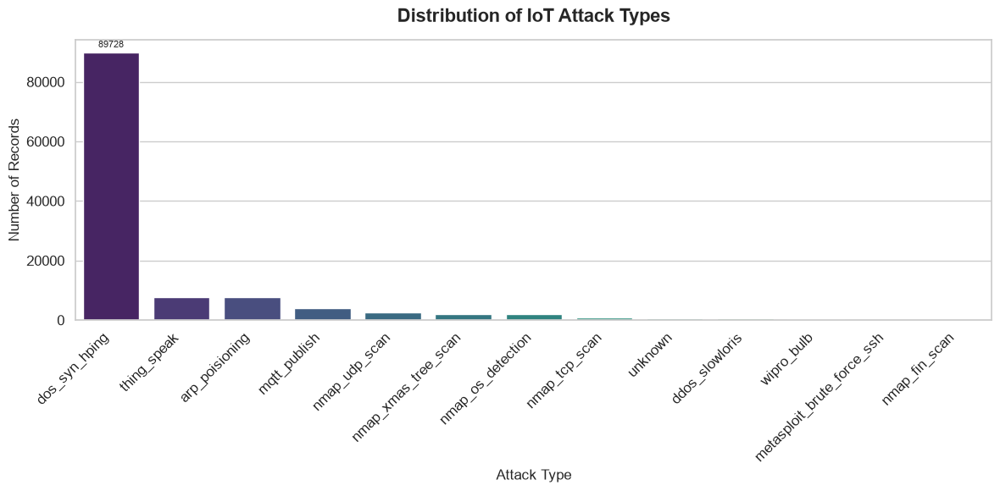 Distribution of IoT Attack Types
89728
80000
60000
40000
20000
0
Number of Records
dos_syn_hping
thing_speak
arp_poisioning
mqtt_publish
nmap_udp_scan
nmap_xmas_tree_scan
nmap_os_detection
nmap_tcp_scan
unknown
ddos_slowloris
wipro_bulb
metasploit_brute_force_ssh
nmap_fin_scan
Attack Type